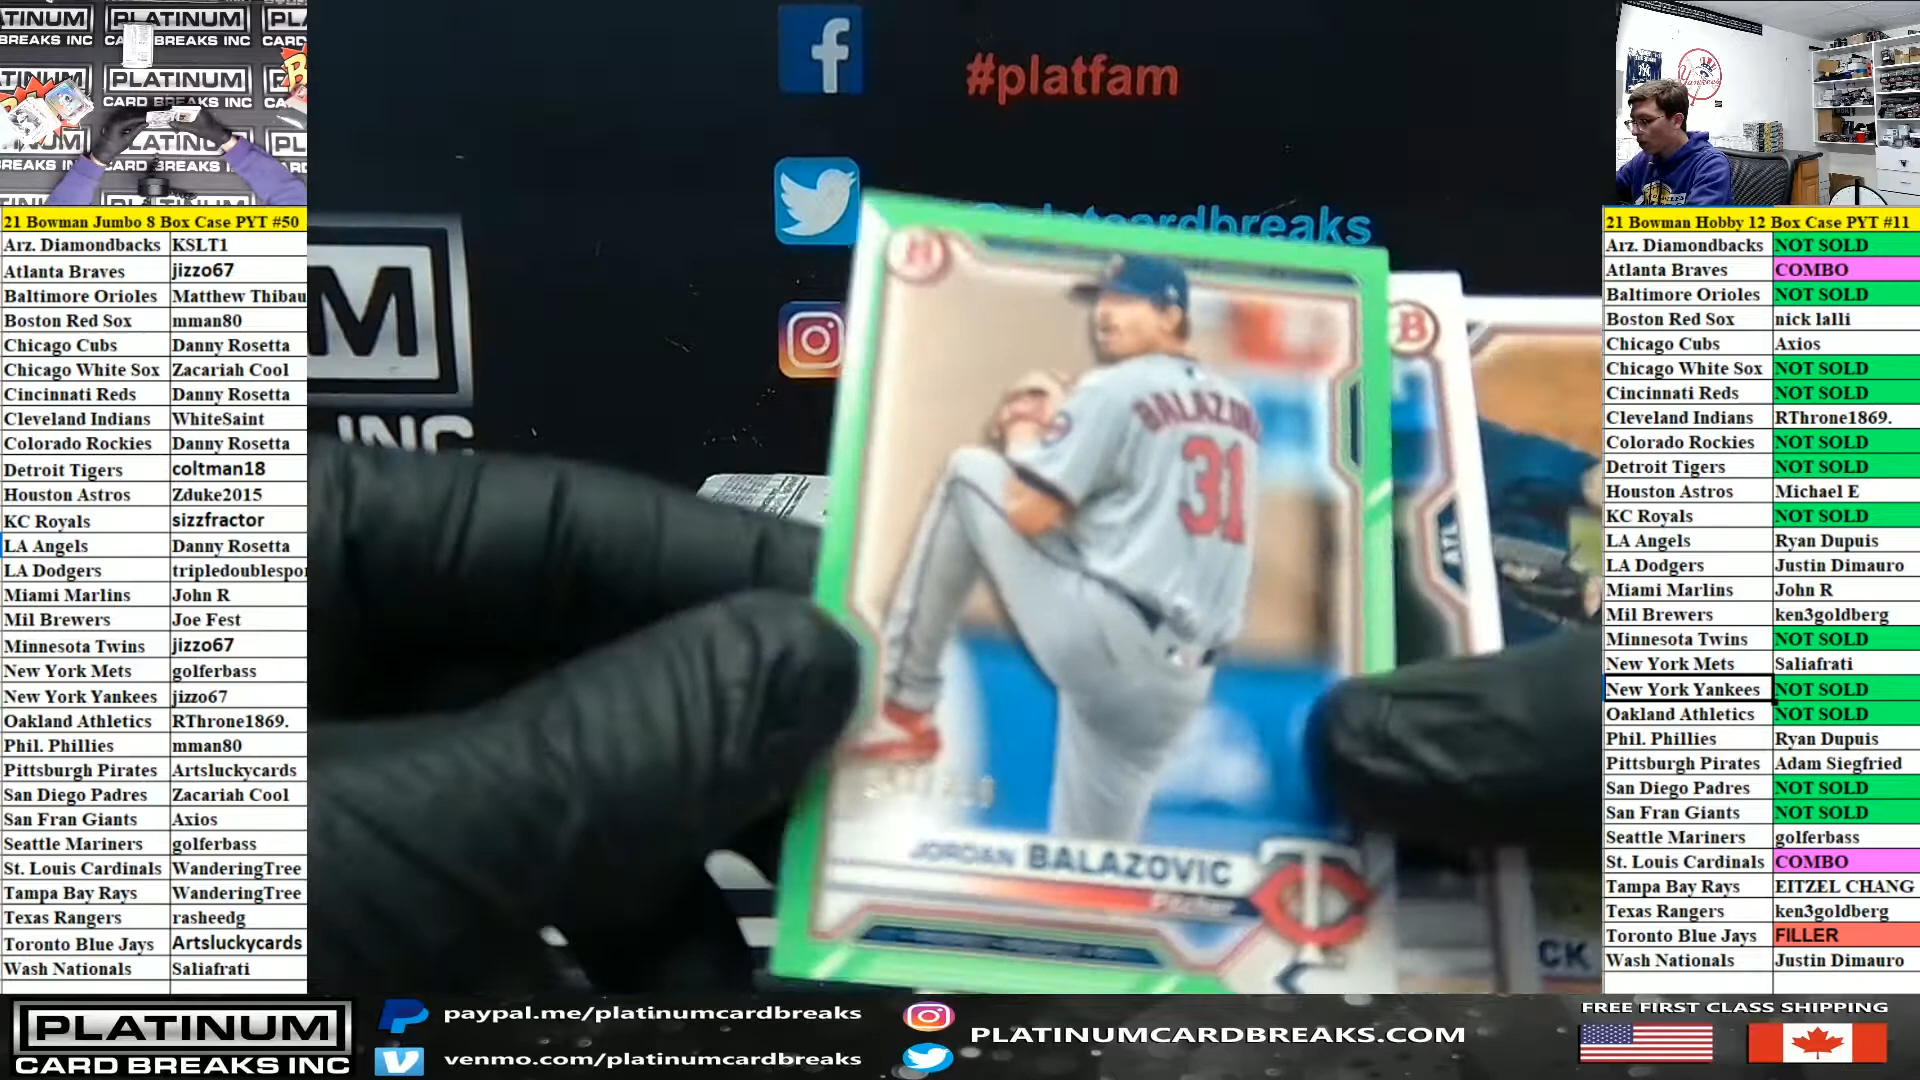 PLATINUM
CARD BREAKS INC
#platfam
21 Bowman Jumbo 8 Box Case PYT #50
Arz. Diamondbacks KSLT1
Atlanta Braves jizzo67
Baltimore Orioles Matthew Thibau
Boston Red Sox mman80
Chicago Cubs Danny Rosetta
Chicago White Sox Zacariah Cool
Cincinnati Reds Danny Rosetta
Cleveland Indians WhiteSaint
Colorado Rockies Danny Rosetta
Detroit Tigers coltman18
Houston Astros Zduke2015
KC Royals sizzfractor
LA Angels Danny Rosetta
LA Dodgers tripledoublespor
Miami Marlins John R
Mil Brewers Joe Fest
Minnesota Twins jizzo67
New York Mets golferbass
New York Yankees jizzo67
Oakland Athletics RThrone1869.
Phil. Phillies mman80
Pittsburgh Pirates Artsluckycards
San Diego Padres Zacariah Cool
San Fran Giants Axios
Seattle Mariners golferbass
St. Louis Cardinals WanderingTree
Tampa Bay Rays WanderingTree
Texas Rangers rasheedg
Toronto Blue Jays Artsluckycards
Wash Nationals Saliafrati
M
INC
31
JORDAN BALAZOVIC
Pitcher
ATL
CK
21 Bowman Hobby 12 Box Case PYT #11
Arz. Diamondbacks NOT SOLD
Atlanta Braves COMBO
Baltimore Orioles NOT SOLD
Boston Red Sox nick lalli
Chicago Cubs Axios
Chicago White Sox NOT SOLD
Cincinnati Reds NOT SOLD
Cleveland Indians RThrone1869.
Colorado Rockies NOT SOLD
Detroit Tigers NOT SOLD
Houston Astros Michael E
KC Royals NOT SOLD
LA Angels Ryan Dupuis
LA Dodgers Justin Dimauro
Miami Marlins John R
Mil Brewers ken3goldberg
Minnesota Twins NOT SOLD
New York Mets Saliafrati
New York Yankees NOT SOLD
Oakland Athletics NOT SOLD
Phil. Phillies Ryan Dupuis
Pittsburgh Pirates Adam Siegfried
San Diego Padres NOT SOLD
San Fran Giants NOT SOLD
Seattle Mariners golferbass
St. Louis Cardinals COMBO
Tampa Bay Rays EITZEL CHANG
Texas Rangers ken3goldberg
Toronto Blue Jays FILLER
Wash Nationals Justin Dimauro
PLATINUM
CARD BREAKS INC
paypal.me/platinumcardbreaks
venmo.com/platinumcardbreaks
PLATINUMCARDBREAKS.COM
FREE FIRST CLASS SHIPPING